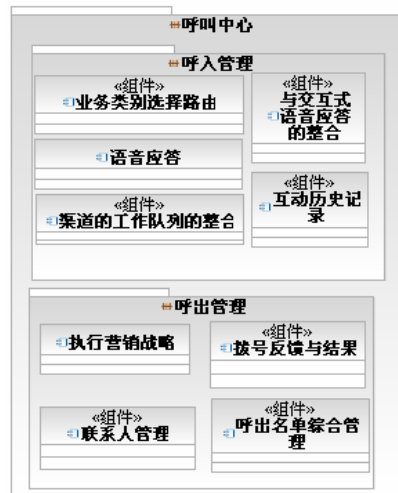 呼叫中心
呼入管理
«组件»
业务类别选择路由
«组件»
与交互式
语音应答
的整合
语音应答
«组件»
渠道的工作队列的整合
«组件»
互动历史记
录
呼出管理
执行营销战略
«组件»
拨号反馈与结果
«组件»
联系人管理
«组件»
呼出名单综合管
理